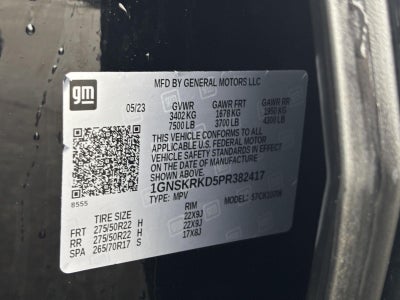 gm
MFD BY GENERAL MOTORS LLC
05/23 GVWR GAWR FRT GAWR RR
3402 KG 1678 KG 1950 KG
7500 LB 3700 LB 4300 LB
THIS VEHICLE CONFORMS TO ALL
APPLICABLE U.S. FEDERAL MOTOR
VEHICLE SAFETY STANDARDS IN EFFECT
ON THE DATE OF MANUFACTURE
SHOWN ABOVE.
1GNSKRKD5PR382417
8555 TYPE: MPV MODEL:
TIRE SIZE RIM
FRT 275/50R22 H 22X9J
RR 275/50R22 H 22X9J
SPA 265/70R17 S 17X8J